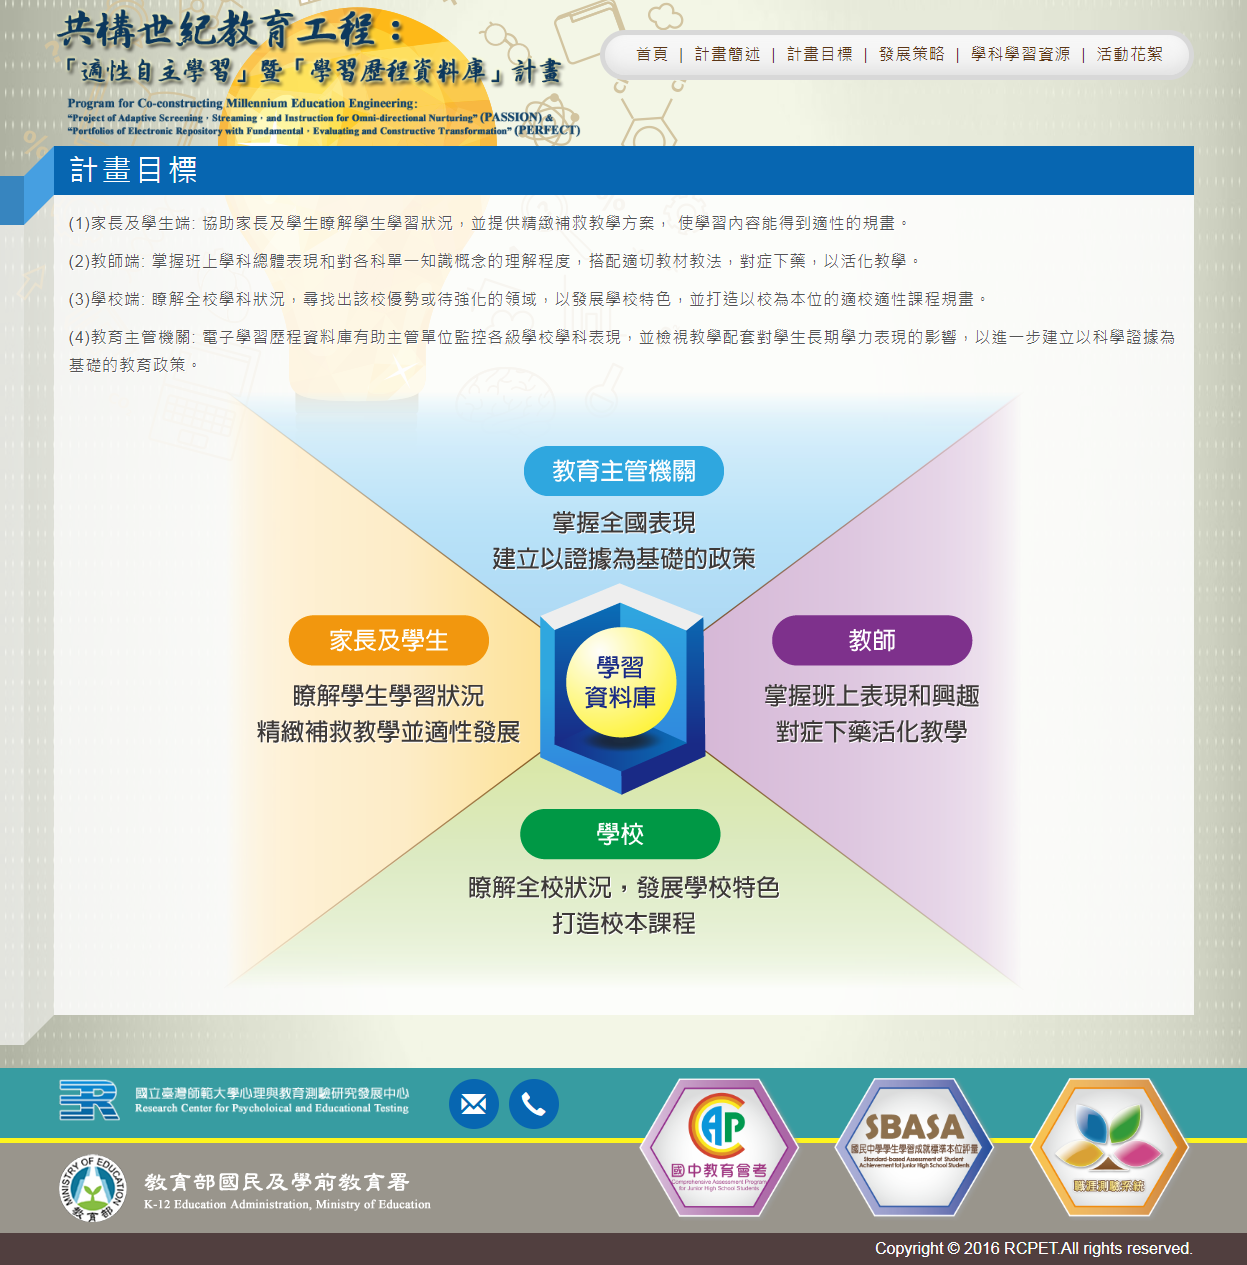 共構世紀教育工程：
「適性自主學習」暨「學習歷程資料庫」計畫
Program for Co-constructing Millennium Education Engineering:
“Project of Adaptive Screening，Streaming，and Instruction for Omni-directional Nurturing” (PASSION) &
“Portfolios of Electronic Repository with Fundamental，Evaluating and Constructive Transformation” (PERFECT)
首頁 | 計畫簡述 | 計畫目標 | 發展策略 | 學科學習資源 | 活動花絮
計畫目標
(1)家長及學生端: 協助家長及學生瞭解學生學習狀況，並提供精緻補救教學方案， 使學習內容能得到適性的規畫。
(2)教師端: 掌握班上學科總體表現和對各科單一知識概念的理解程度，搭配適切教材教法，對症下藥，以活化教學。
(3)學校端: 瞭解全校學科狀況，尋找出該校優勢或待強化的領域，以發展學校特色，並打造以校為本位的適校適性課程規畫。
(4)教育主管機關: 電子學習歷程資料庫有助主管單位監控各級學校學科表現，並檢視教學配套對學生長期學力表現的影響，以進一步建立以科學證據為
基礎的教育政策。
教育主管機關
掌握全國表現
建立以證據為基礎的政策
家長及學生
瞭解學生學習狀況
精緻補救教學並適性發展
學習
資料庫
教師
掌握班上表現和興趣
對症下藥活化教學
學校
瞭解全校狀況，發展學校特色
打造校本課程
國立臺灣師範大學心理與教育測驗研究發展中心
Research Center for Psycholoical and Educational Testing
CAP
國中教育會考
Comprehensive Assessment Program
for Junior High School Students
SBASA
國民中學學生學習成就標準本位評量
Standard-based Assessment of Student
Achievement for Junior High School Students
職涯測驗系統
MINISTRY OF EDUCATION
教育部
教育部國民及學前教育署
K-12 Education Administration, Ministry of Education
Copyright © 2016 RCPET.All rights reserved.